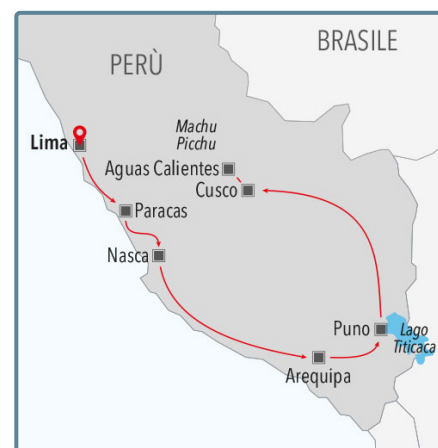 BRASILE
PERÙ
Lima
Machu
Picchu
Aguas Calientes
Cusco
Paracas
Nasca
Puno
Lago
Titicaca
Arequipa